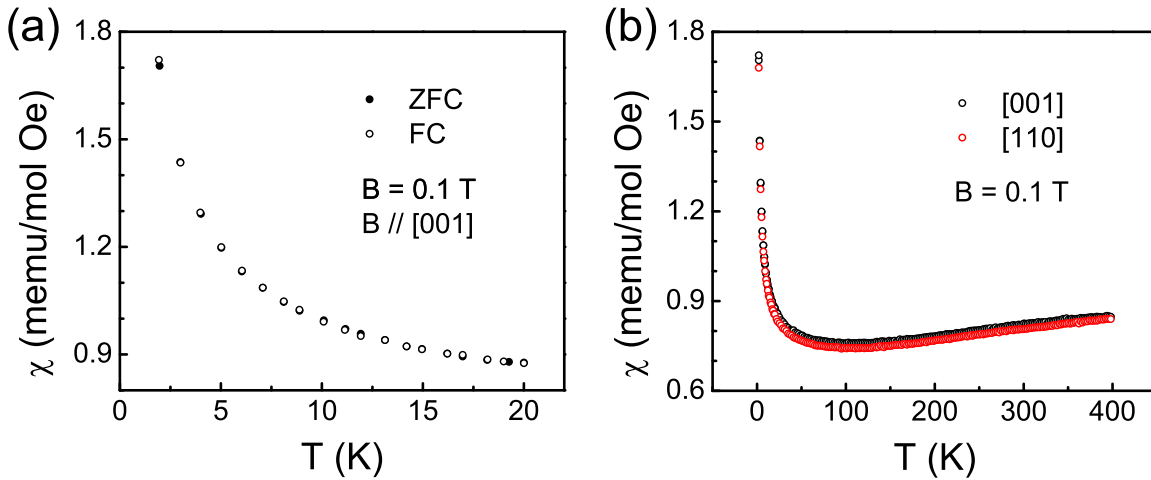 (a)
χ (memu/mol Oe)
1.8
1.5
1.2
0.9
ZFC
FC
B = 0.1 T
B // [001]
0
5
10
15
20
T (K)
(b)
χ (memu/mol Oe)
1.8
1.5
1.2
0.9
0.6
[001]
[110]
B = 0.1 T
0
100
200
300
400
T (K)